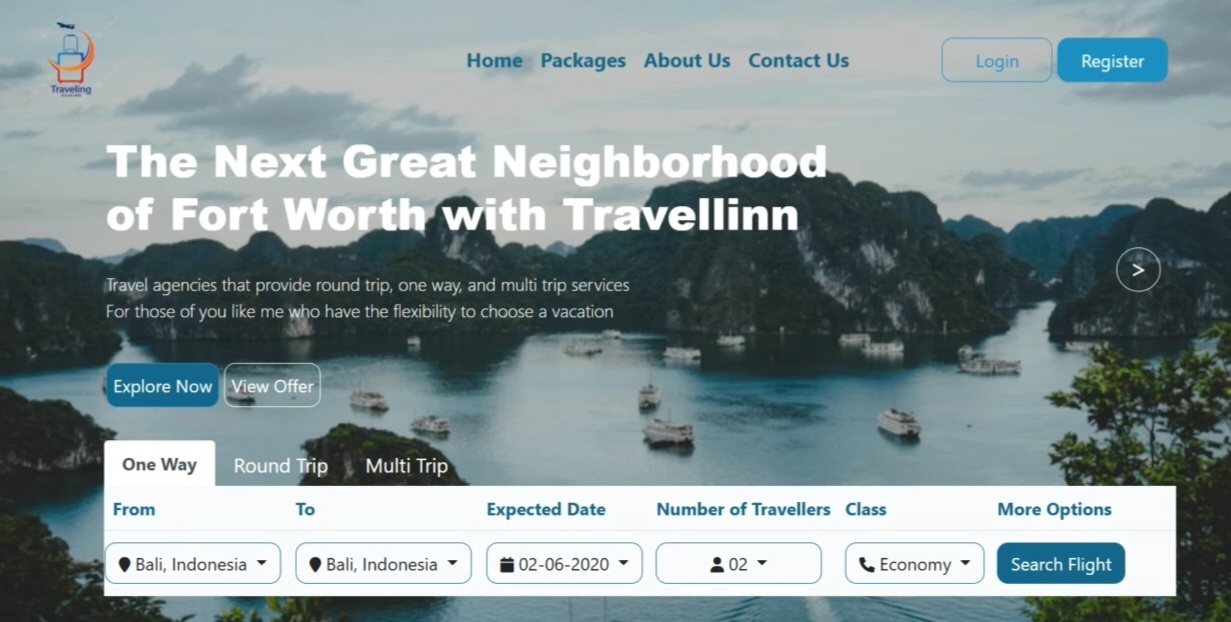 Traveling
Home Packages About Us Contact Us
Login Register
The Next Great Neighborhood
of Fort Worth with Travellinn
Travel agencies that provide round trip, one way, and multi trip services
For those of you like me who have the flexibility to choose a vacation
>
Explore Now View Offer
One Way Round Trip Multi Trip
From To Expected Date Number of Travellers Class More Options
Bali, Indonesia Bali, Indonesia 02-06-2020 02 Economy Search Flight